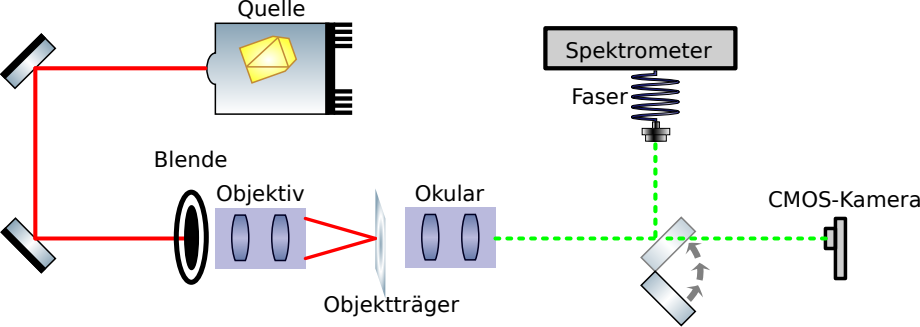 Quelle
Spektrometer
Faser
Blende
Objektiv
Okular
CMOS-Kamera
Objektträger